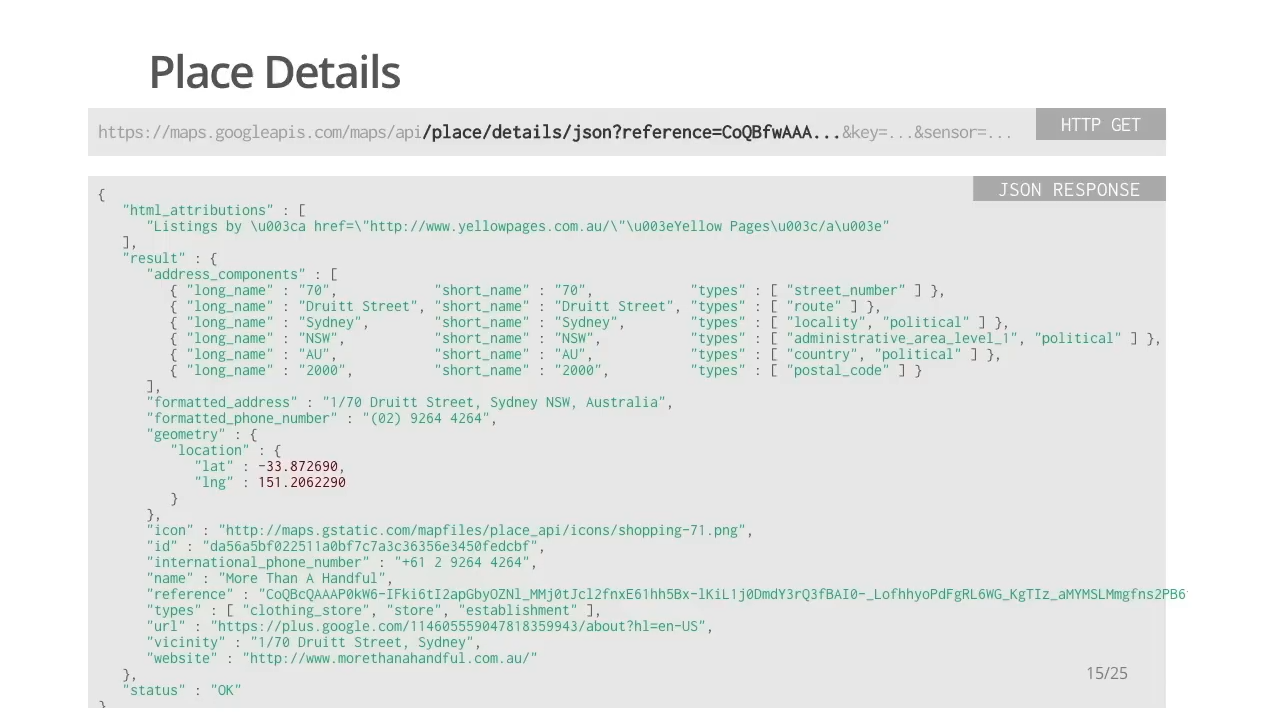 Place Details
https://maps.googleapis.com/maps/api/place/details/json?reference=CoQBfwAAA...&key=...&sensor=...
HTTP GET
JSON RESPONSE
{
"html_attributions" : [
"Listings by \u003ca href=\"http://www.yellowpages.com.au/\"\u003eYellow Pages\u003c/a\u003e"
],
"result" : {
"address_components" : [
{ "long_name" : "70", "short_name" : "70", "types" : [ "street_number" ] },
{ "long_name" : "Druitt Street", "short_name" : "Druitt Street", "types" : [ "route" ] },
{ "long_name" : "Sydney", "short_name" : "Sydney", "types" : [ "locality", "political" ] },
{ "long_name" : "NSW", "short_name" : "NSW", "types" : [ "administrative_area_level_1", "political" ] },
{ "long_name" : "AU", "short_name" : "AU", "types" : [ "country", "political" ] },
{ "long_name" : "2000", "short_name" : "2000", "types" : [ "postal_code" ] }
],
"formatted_address" : "1/70 Druitt Street, Sydney NSW, Australia",
"formatted_phone_number" : "(02) 9264 4264",
"geometry" : {
"location" : {
"lat" : -33.872690,
"lng" : 151.2062290
}
},
"icon" : "http://maps.gstatic.com/mapfiles/place_api/icons/shopping-71.png",
"id" : "da56a5bf022511a0bf7c7a3c36356e3450fedcbf",
"international_phone_number" : "+61 2 9264 4264",
"name" : "More Than A Handful",
"reference" : "CoQBcQAAAP0kW6-IFki6tI2apGbyOZNl_MMj0tJcl2fnxE61hh5Bx-lKiL1j0DmdY3rQ3fBAI0-_LofhhyoPdFgRL6WG_KgTIz_aMYMSLMmgfns2PB6
"types" : [ "clothing_store", "store", "establishment" ],
"url" : "https://plus.google.com/114605559047818359943/about?hl=en-US",
"vicinity" : "1/70 Druitt Street, Sydney",
"website" : "http://www.morethanahandful.com.au/"
},
"status" : "OK"
}
15/25